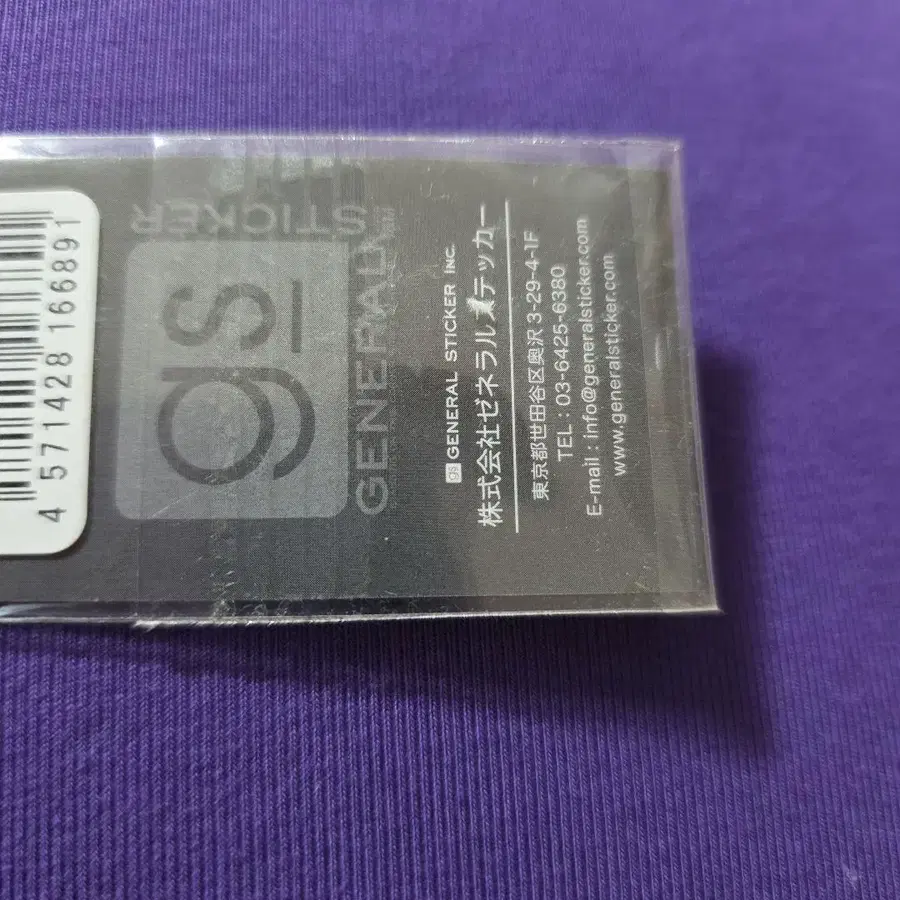 4 571428 166891
gs
GENERAL
STICKER
gs GENERAL STICKER INC.
株式会社ゼネラルステッカー
東京都世田谷区奥沢 3-29-4-1F
TEL : 03-6425-6380
E-mail : info@generalsticker.com
www.generalsticker.com